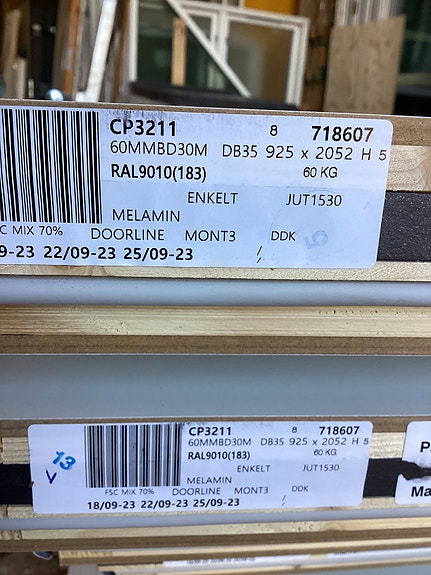 CP3211 8 718607
60MMBD30M DB35 925 x 2052 H 5
RAL9010(183) 60 KG
ENKELT JUT1530
MELAMIN
C MIX 70% DOORLINE MONT3 DDK
9-23 22/09-23 25/09-23
CP3211 8 718607
60MMBD30M DB35 925 x 2052 H 5
RAL9010(183) 60 KG
ENKELT JUT1530
MELAMIN
FSC MIX 70% DOORLINE MONT3 DDK
18/09-23 22/09-23 25/09-23
13
P
Ma